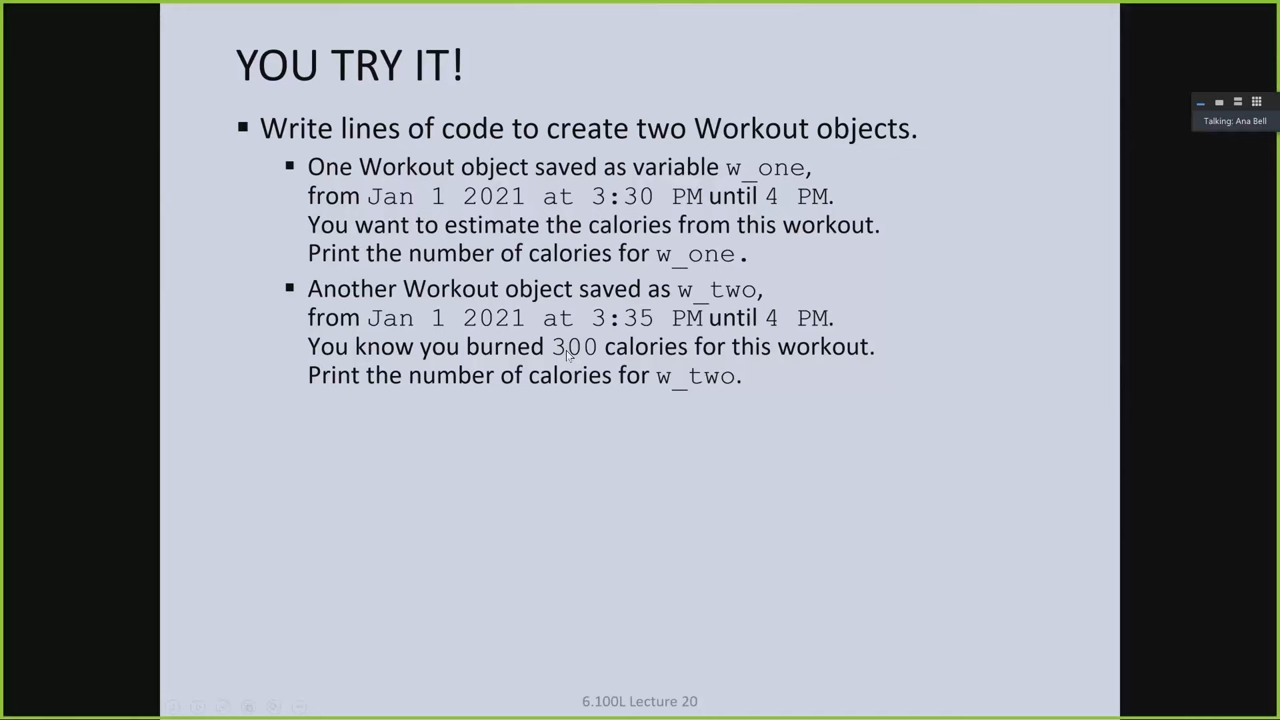 YOU TRY IT!
▪ Write lines of code to create two Workout objects.
▪ One Workout object saved as variable w_one,
from Jan 1 2021 at 3:30 PM until 4 PM.
You want to estimate the calories from this workout.
Print the number of calories for w_one.
▪ Another Workout object saved as w_two,
from Jan 1 2021 at 3:35 PM until 4 PM.
You know you burned 300 calories for this workout.
Print the number of calories for w_two.
Talking: Ana Bell
6.100L Lecture 20